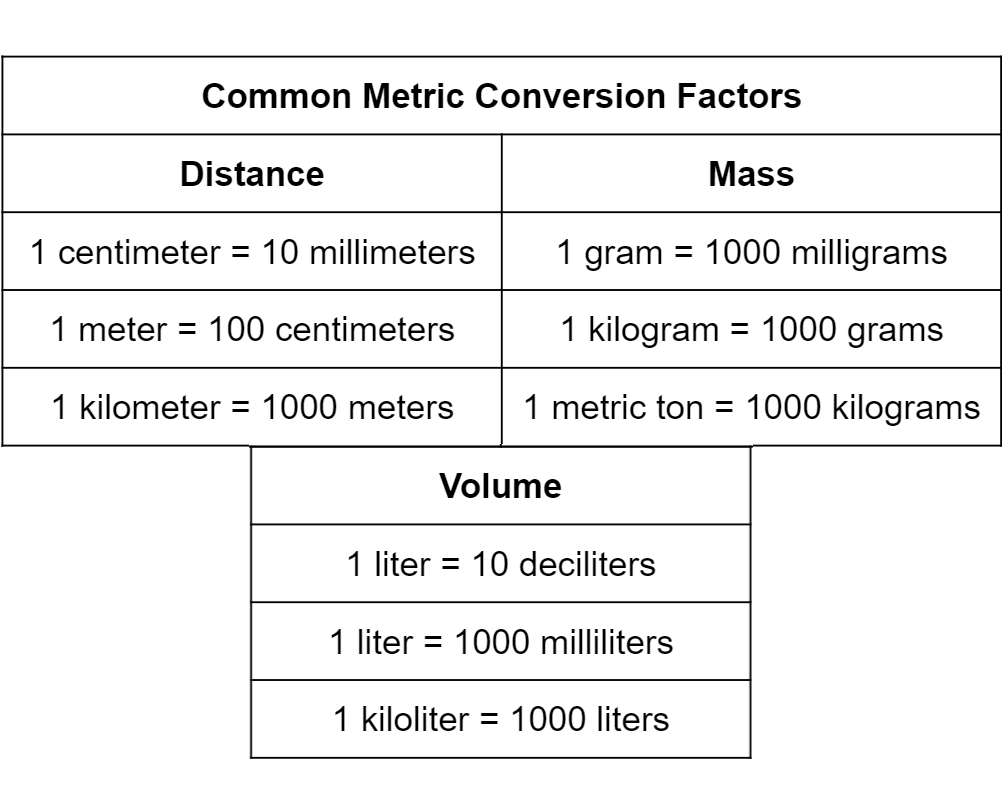 Common Metric Conversion Factors
Distance
Mass
1 centimeter = 10 millimeters
1 gram = 1000 milligrams
1 meter = 100 centimeters
1 kilogram = 1000 grams
1 kilometer = 1000 meters
1 metric ton = 1000 kilograms
Volume
1 liter = 10 deciliters
1 liter = 1000 milliliters
1 kiloliter = 1000 liters